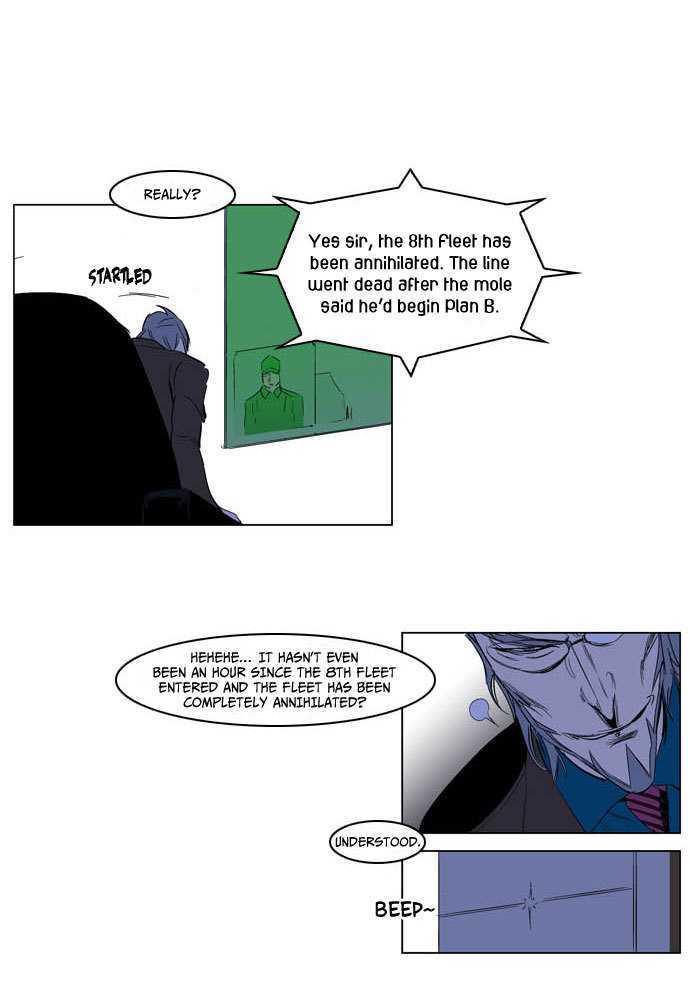 REALLY?
Yes sir, the 8th fleet has
been annihilated. The line
went dead after the mole
said he'd begin Plan B.
STARTLED
HEHEHE... IT HASN'T EVEN
BEEN AN HOUR SINCE THE 8TH FLEET
ENTERED AND THE FLEET HAS BEEN
COMPLETELY ANNIHILATED?
UNDERSTOOD.
BEEP~